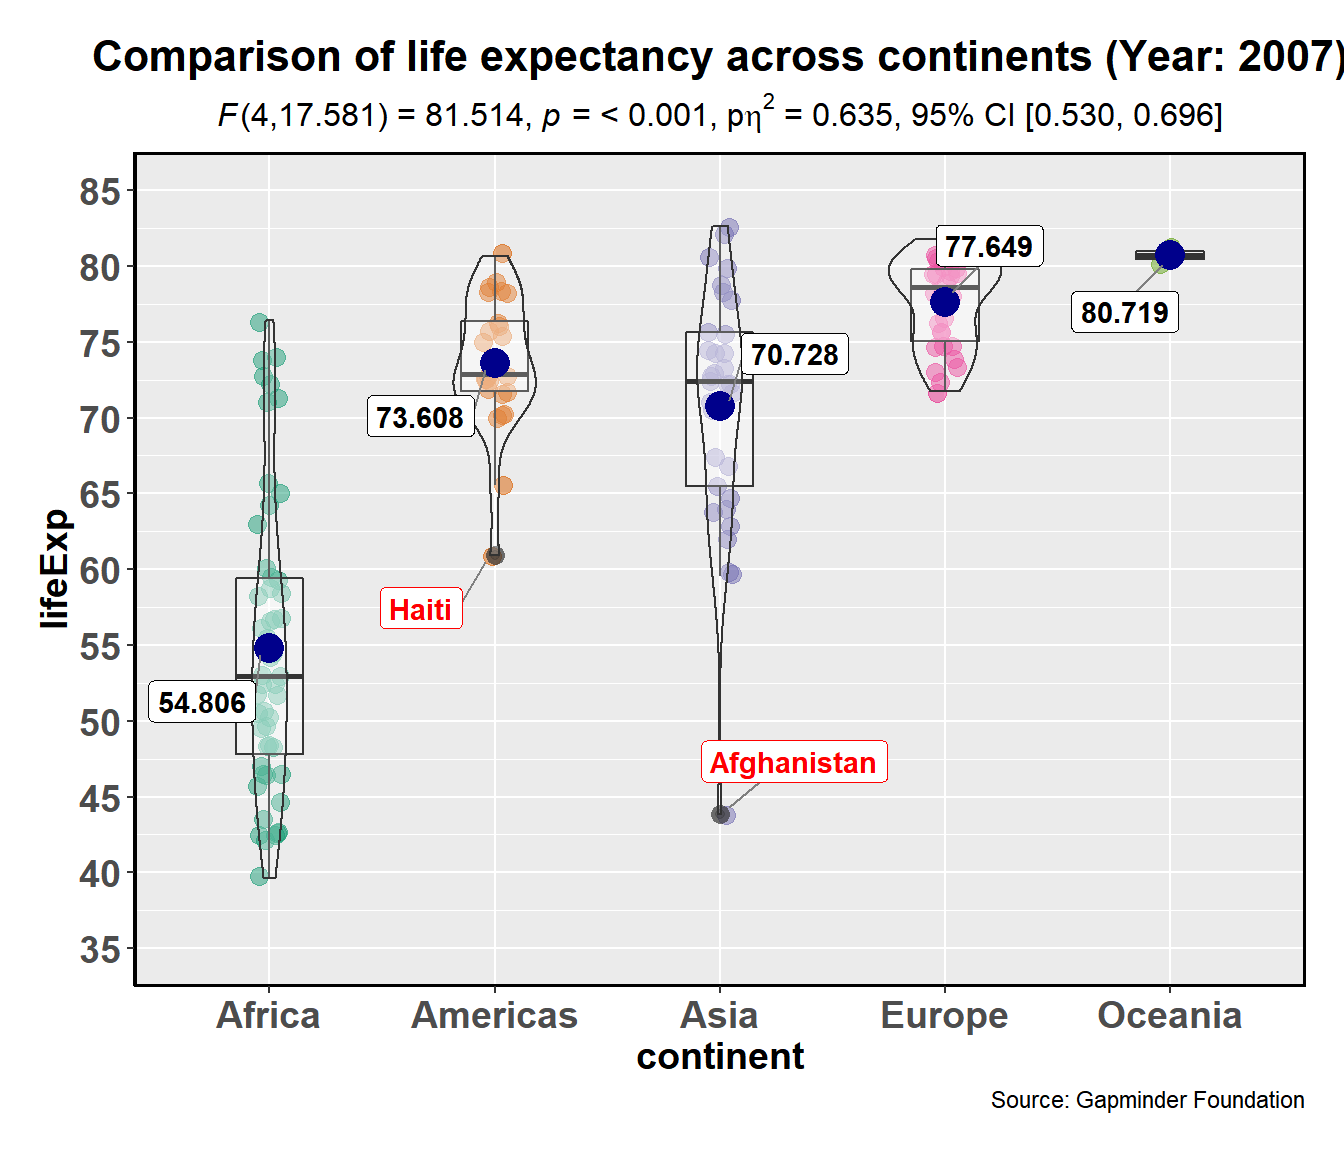 Comparison of life expectancy across continents (Year: 2007)
F(4,17.581) = 81.514, p = < 0.001, pη² = 0.635, 95% CI [0.530, 0.696]
lifeExp
85
80
75
70
65
60
55
50
45
40
35
54.806
73.608
Haiti
70.728
Afghanistan
77.649
80.719
Africa Americas Asia Europe Oceania
continent
Source: Gapminder Foundation